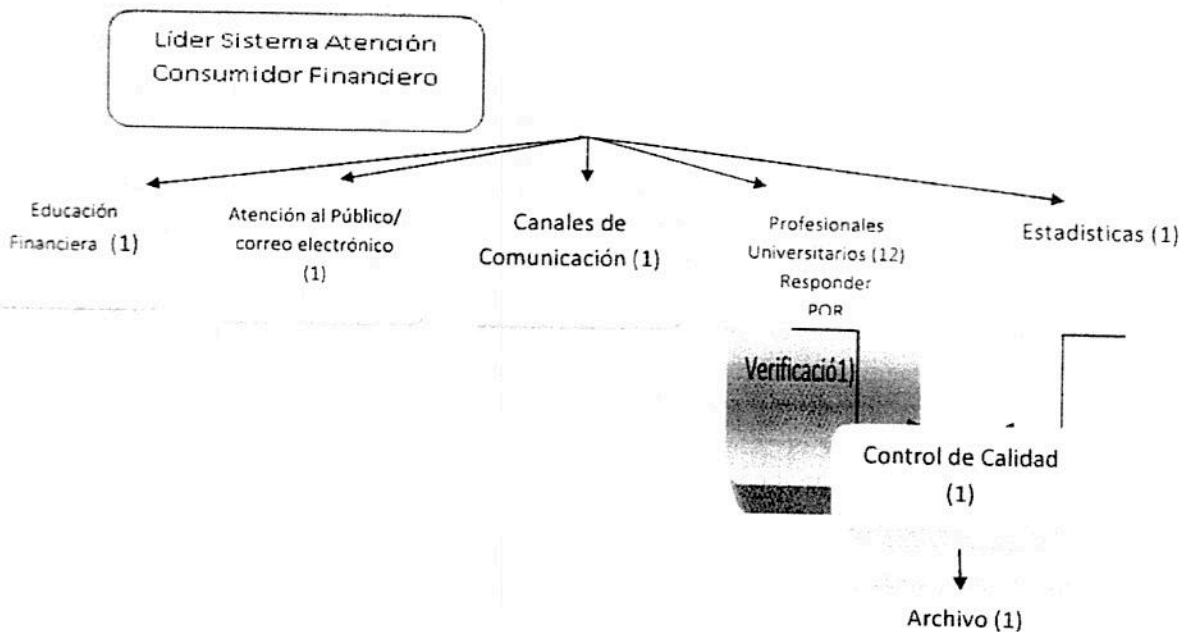 Líder Sistema Atención
Consumidor Financiero
Educación
Financiera (1)
Atención al Público/
correo electrónico
(1)
Canales de
Comunicación (1)
Profesionales
Universitarios (12)
Responder
PQR
Estadisticas (1)
Verificació1)
Control de Calidad
(1)
Archivo (1)